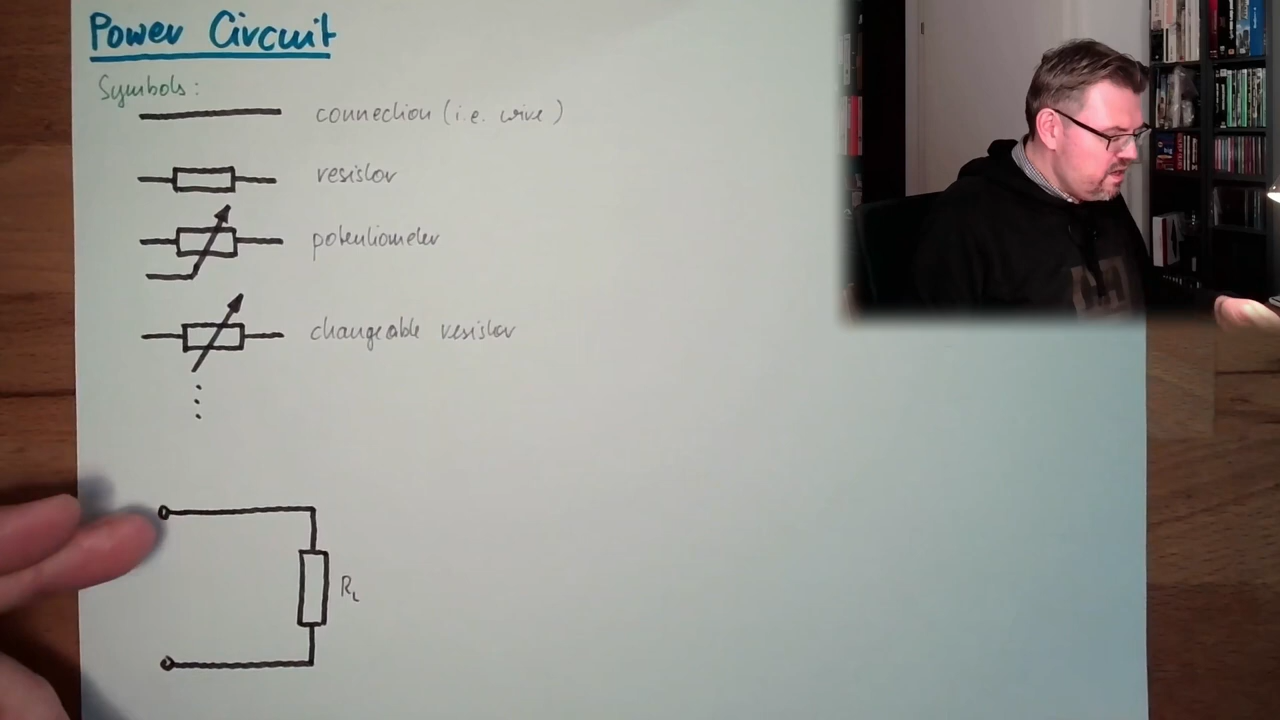 Power Circuit
Symbols:
connection (i.e. wire)
resistor
potentiometer
changeable resistor
RL